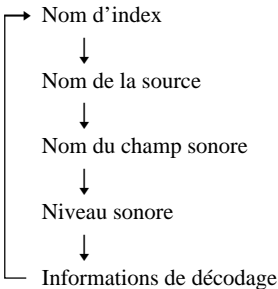 Nom d’index
Nom de la source
Nom du champ sonore
Niveau sonore
Informations de décodage